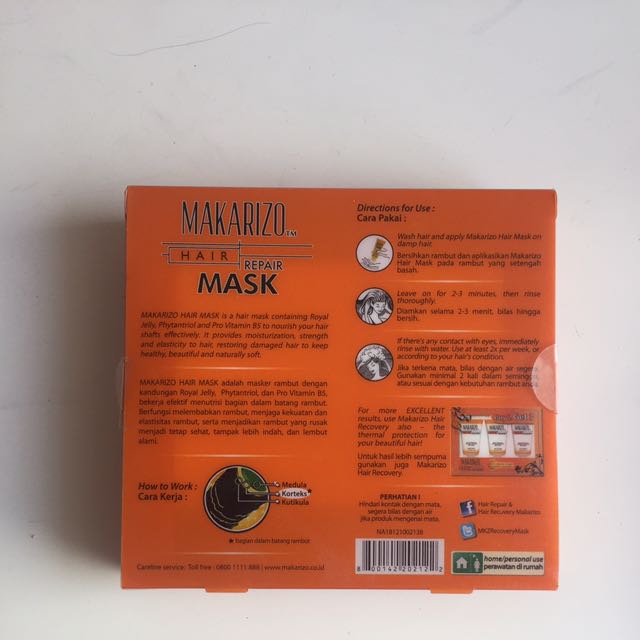 MAKARIZO TM
HAIR
REPAIR
MASK
MAKARIZO HAIR MASK is a hair mask containing Royal
Jelly, Phytantriol and Pro Vitamin B5 to nourish your hair
shafts effectively. It provides moisturization, strength
and elasticity to hair, restoring damaged hair to keep
healthy, beautiful and naturally soft.
MAKARIZO HAIR MASK adalah masker rambut dengan
kandungan Royal Jelly, Phytantriol, dan Pro Vitamin B5,
bekerja efektif menutrisi bagian dalam batang rambut.
Berfungsi melembabkan rambut, menjaga kekuatan dan
elastisitas rambut, serta menjadikan rambut yang rusak
menjadi tetap sehat, tampak lebih indah, dan lembut
alami.
How to Work :
Cara Kerja :
Medula
Korteks*
Kutikula
* bagian dalam batang rambut
Careline service: Toll free : 0800 1111 888 | www.makarizo.co.id
Directions for Use :
Cara Pakai :
Wash hair and apply Makarizo Hair Mask on
damp hair.
Bersihkan rambut dan aplikasikan Makarizo
Hair Mask pada rambut yang setengah
basah.
Leave on for 2-3 minutes, then rinse
thoroughly.
Diamkan selama 2-3 menit, bilas hingga
bersih.
If there's any contact with eyes, immediately
rinse with water. Use at least 2x per week, or
according to your hair's condition.
Jika terkena mata, bilas dengan air segera.
Gunakan minimal 2 kali dalam seminggu,
atau sesuai dengan kebutuhan rambut anda.
For more EXCELLENT
results, use Makarizo Hair
Recovery also – the
thermal protection for
your beautiful hair!
Untuk hasil lebih sempurna
gunakan juga Makarizo
Hair Recovery.
PERHATIAN !
Hindari kontak dengan mata,
segera bilas dengan air
jika produk mengenai mata.
NA18121002138
8 00142 20212 2
Hair Repair &
Hair Recovery Makarizo
MKZRecoveryMask
home/personal use
perawatan di rumah